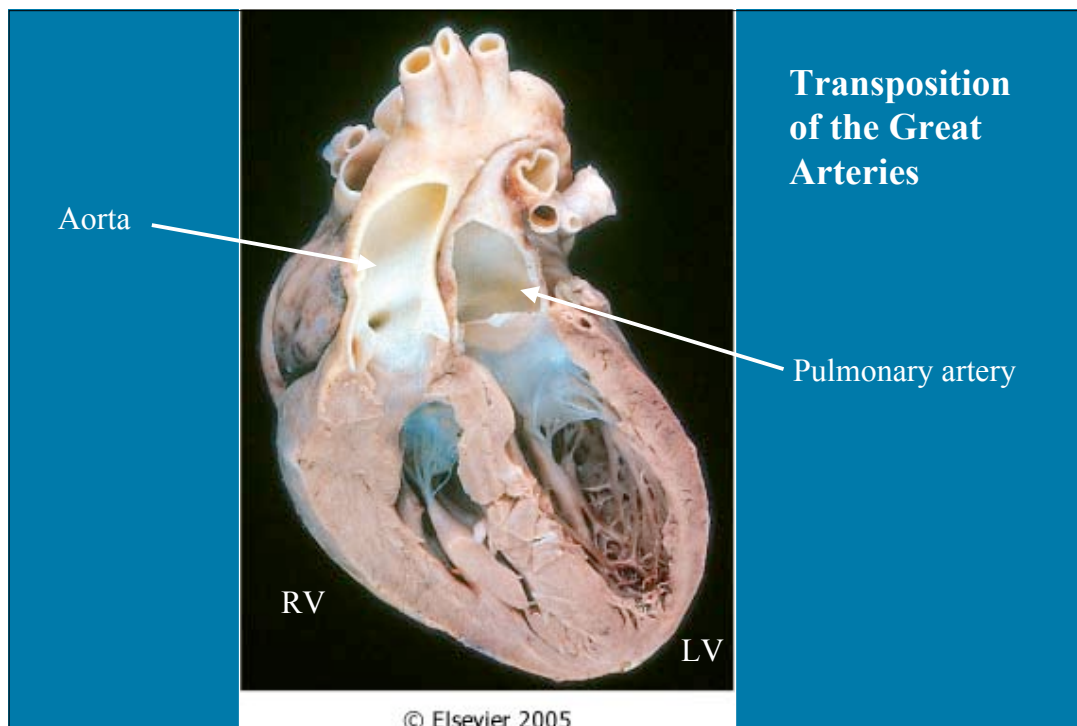 Transposition
of the Great
Arteries
Aorta
Pulmonary artery
RV
LV
© Elsevier 2005